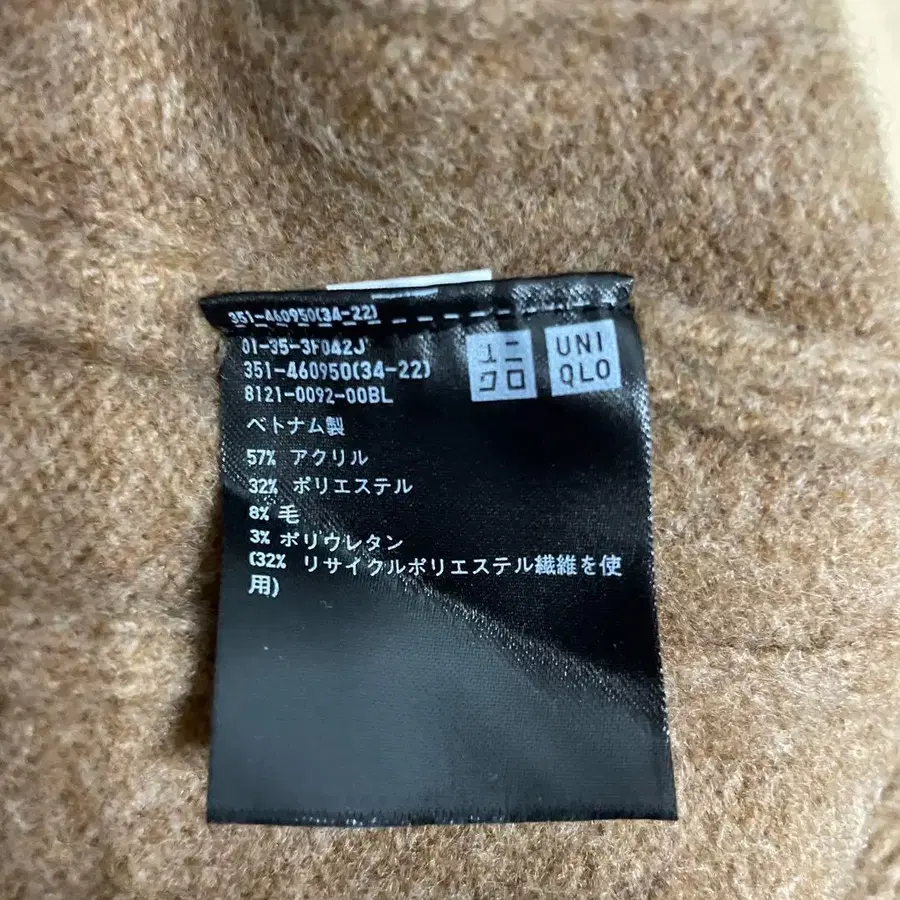 351-460950(34-22)
01-35-3F042J
351-460950(34-22)
8121-0092-00BL
ユニ
クロ
UNI
QLO
ベトナム製
57% アクリル
32% ポリエステル
8% 毛
3% ポリウレタン
(32% リサイクルポリエステル繊維を使
用)